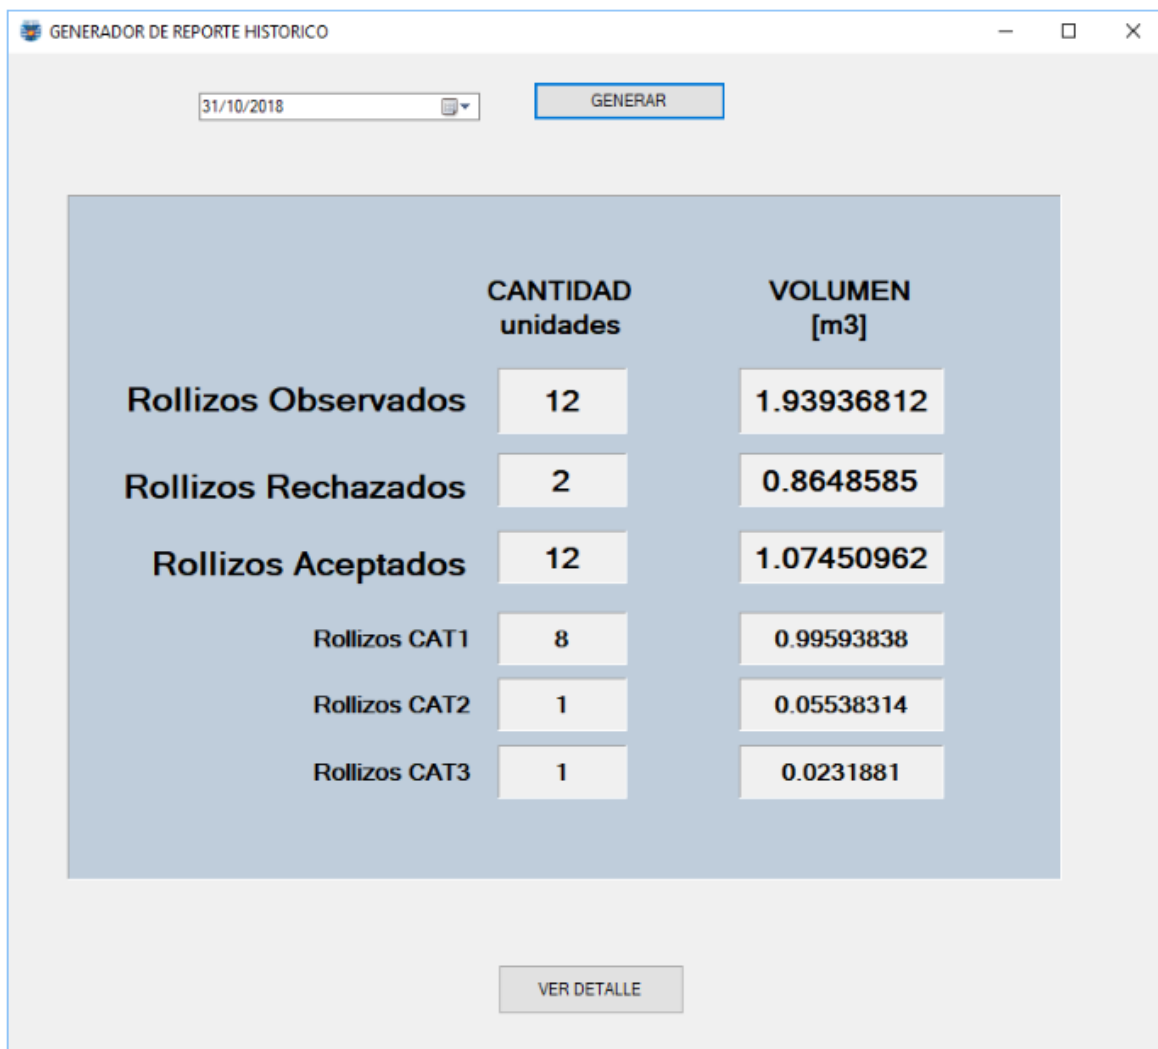 GENERADOR DE REPORTE HISTORICO
31/10/2018
GENERAR
CANTIDAD VOLUMEN
unidades [m3]
Rollizos Observados 12 1.93936812
Rollizos Rechazados 2 0.8648585
Rollizos Aceptados 12 1.07450962
Rollizos CAT1 8 0.99593838
Rollizos CAT2 1 0.05538314
Rollizos CAT3 1 0.0231881
VER DETALLE